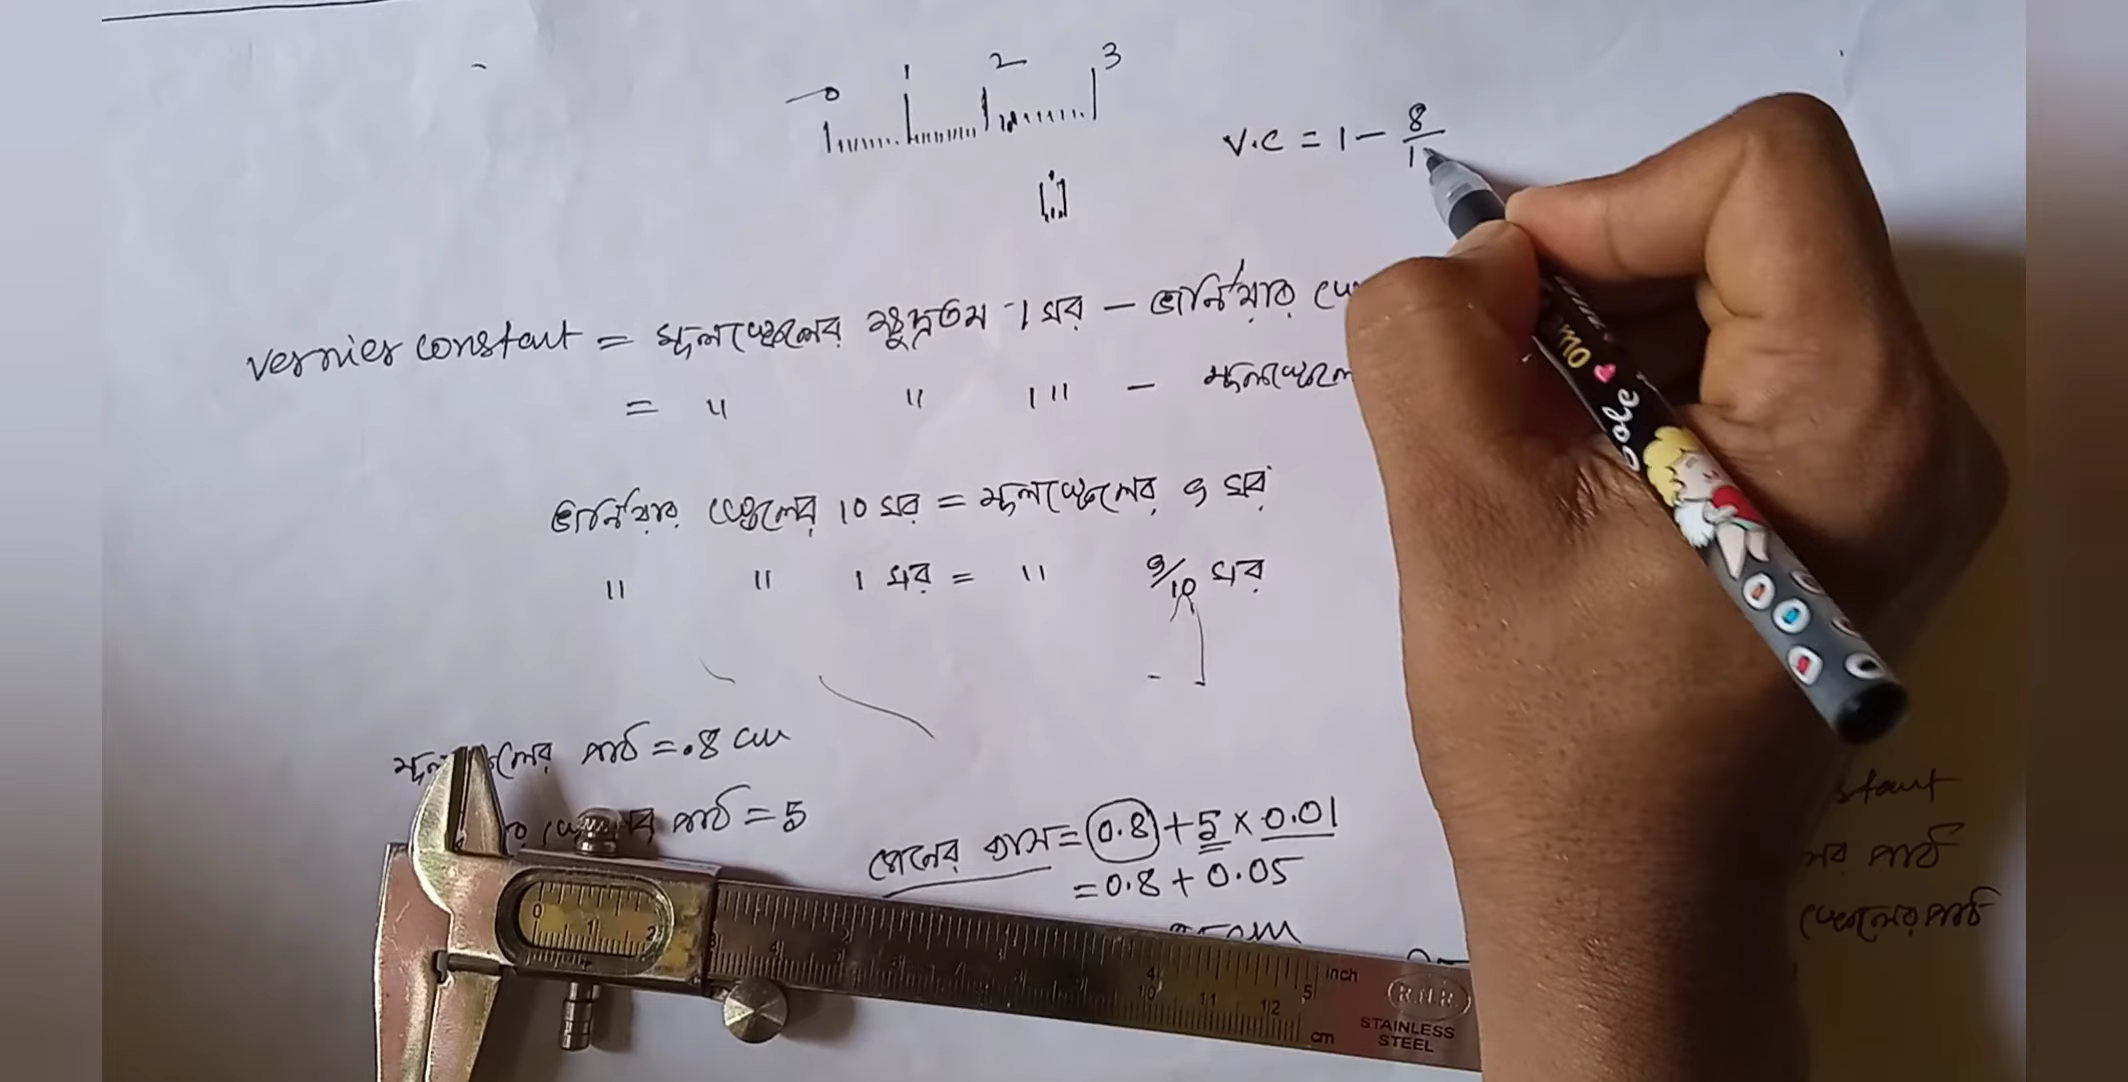 0 1 2 3
V.C = 1 - 8/1
vernier constant = মূলস্কেলের ক্ষুদ্রতম 1 ঘর - ভার্নিয়ার স্কে
= " " 1 " - মূলস্কেলে
ভার্নিয়ার স্কেলের 10 ঘর = মূলস্কেলের 9 ঘর
" " 1 ঘর = " 9/10 ঘর
পাঠ = .8 cm
পাঠ = 5
পেনের ব্যাস = 0.8 + 5 × 0.01
= 0.8 + 0.05
stant
পাঠ
স্কেলের পাঠ
0 1 2 3 4 5
inch
10 11 12
cm
STAINLESS
STEEL